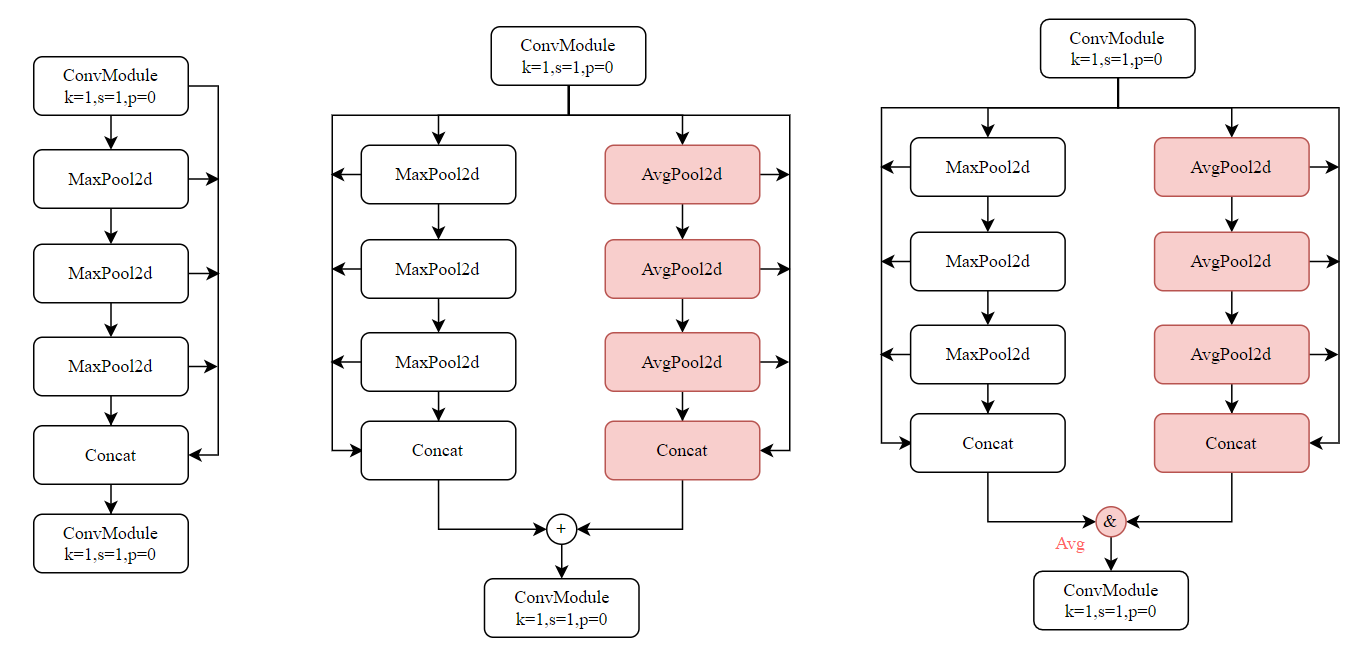 ConvModule
k=1,s=1,p=0
MaxPool2d
MaxPool2d
MaxPool2d
Concat
ConvModule
k=1,s=1,p=0
ConvModule
k=1,s=1,p=0
MaxPool2d
AvgPool2d
MaxPool2d
AvgPool2d
MaxPool2d
AvgPool2d
Concat
Concat
+
ConvModule
k=1,s=1,p=0
ConvModule
k=1,s=1,p=0
MaxPool2d
AvgPool2d
MaxPool2d
AvgPool2d
MaxPool2d
AvgPool2d
Concat
Concat
&
Avg
ConvModule
k=1,s=1,p=0